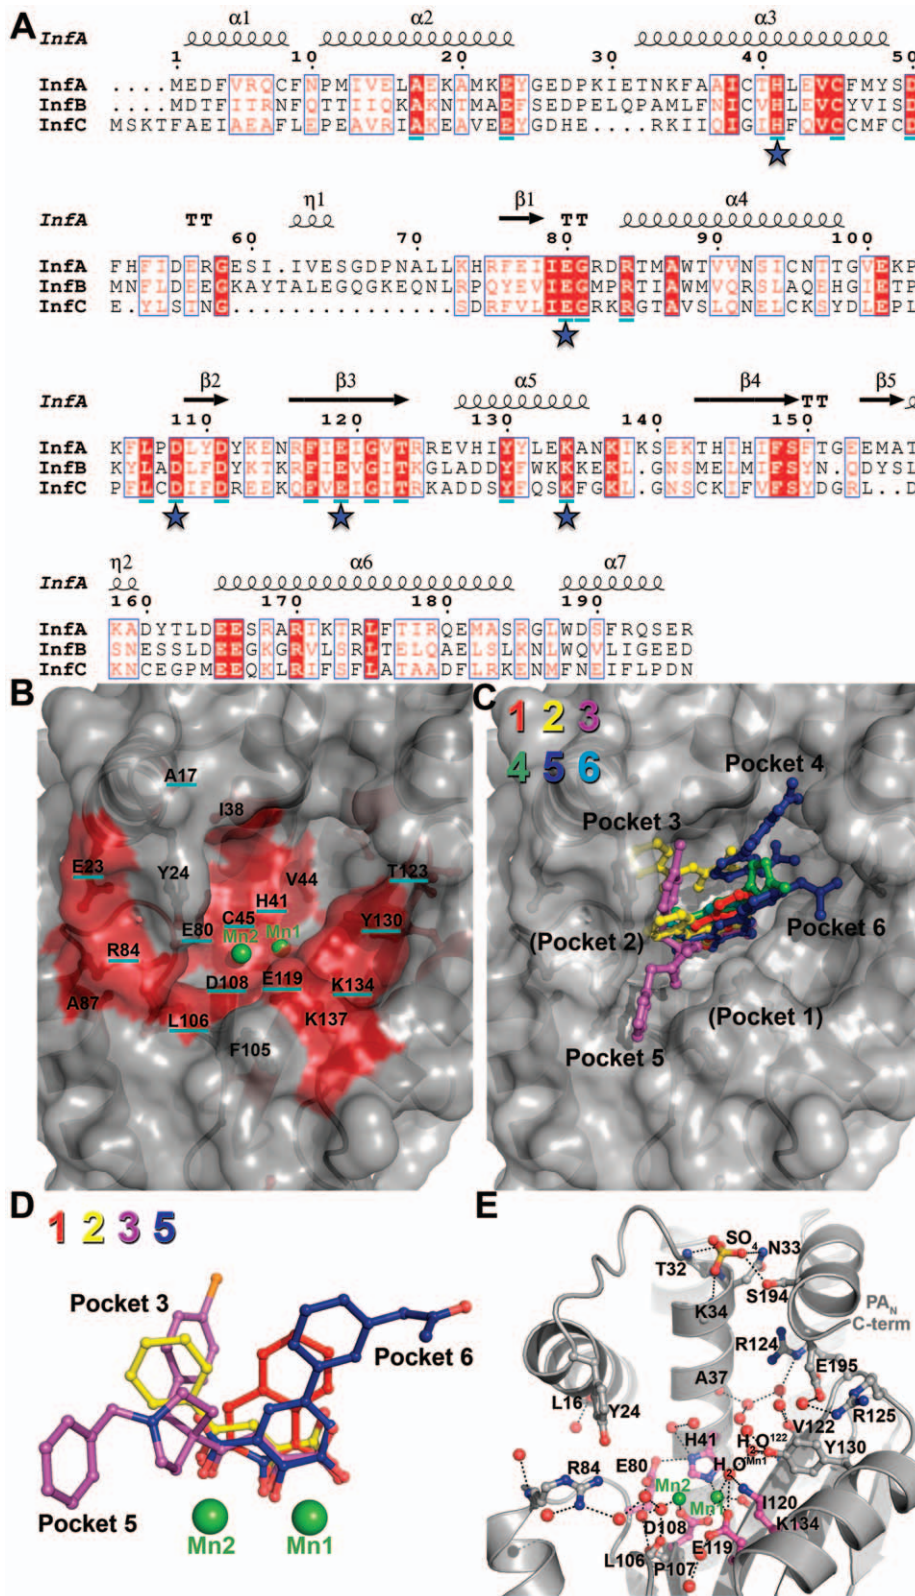 A
α1 α2 α3
InfA
1 10 20 30 40 50
InfA ....MEDFVRQCFNPMIVELAEKAMKEYGEDPKIETNKFAAICTHLEVCFMYSD
InfB ....MDTFITRNFQTTIIQKAKNTMAEFSEDPELQPAMLFNICVHLEVCYVISD
InfC MSKTFAEIAEAFLEPEAVRIAKEAVEEYGDHE....RKIIQIGIHFQVCCMFCD
η1 β1 α4
InfA TT TT
60 70 80 90 100
InfA FHFIDERGESI.IVESGDPNALLKHRFEIIEGRDRTMAWTVVNSICNTTGVEKP
InfB MNFLDEEGKAYTALEGQGKEQNLRPQYEVIEGMPRTIAWMVQRSLAQEHGIETP
InfC E.YLSING...............SDRFVLIEGRKRGTAVSLQNELCKSYDLEPL
β2 β3 α5 β4 β5
InfA TT
110 120 130 140 150
InfA KFLPDLYDYKENRFIEIGVTRREVHIYYLEKANKIKSEKTHIHIFSFTGEEMAT
InfB KYLADLFDYKTKRFIEVGVTKGLADDYFWKKKEKLGNSMELMIFSYN.QDYSL
InfC PFLCDIFDREEKQFVEIGITRKADDSYFQSKFGKLGNSCKIFVFSYDGRL..D
η2 α6 α7
InfA
160 170 180 190
InfA KADYTLDEESRARIKTRLFTIRQEMASRGLWDSFRQSER
InfB SNESSLDEEGKGRVLSRLTELQAELSLKNLWQVLIGEED
InfC KNCEGPMEEQKLRIFSFLATAADFLRKENMFNEIFLPDN
B
A17
I38
E23
Y24
V44
T123
H41
C45
E80
Mn2
Mn1
Y130
R84
D108
E119
K134
A87
L106
K137
F105
C
1 2 3
4 5 6
Pocket 4
Pocket 3
Pocket 6
(Pocket 2)
(Pocket 1)
Pocket 5
D
1 2 3 5
Pocket 3
Pocket 6
Pocket 5
Mn2
Mn1
E
SO4
N33
T32
S194
K34
PAN
C-term
R124
E195
A37
L16
Y24
R125
V122
H41
H2O122
Y130
H2OMn1
E80
R84
Mn2
Mn1
I120
D108
K134
L106
E119
P107